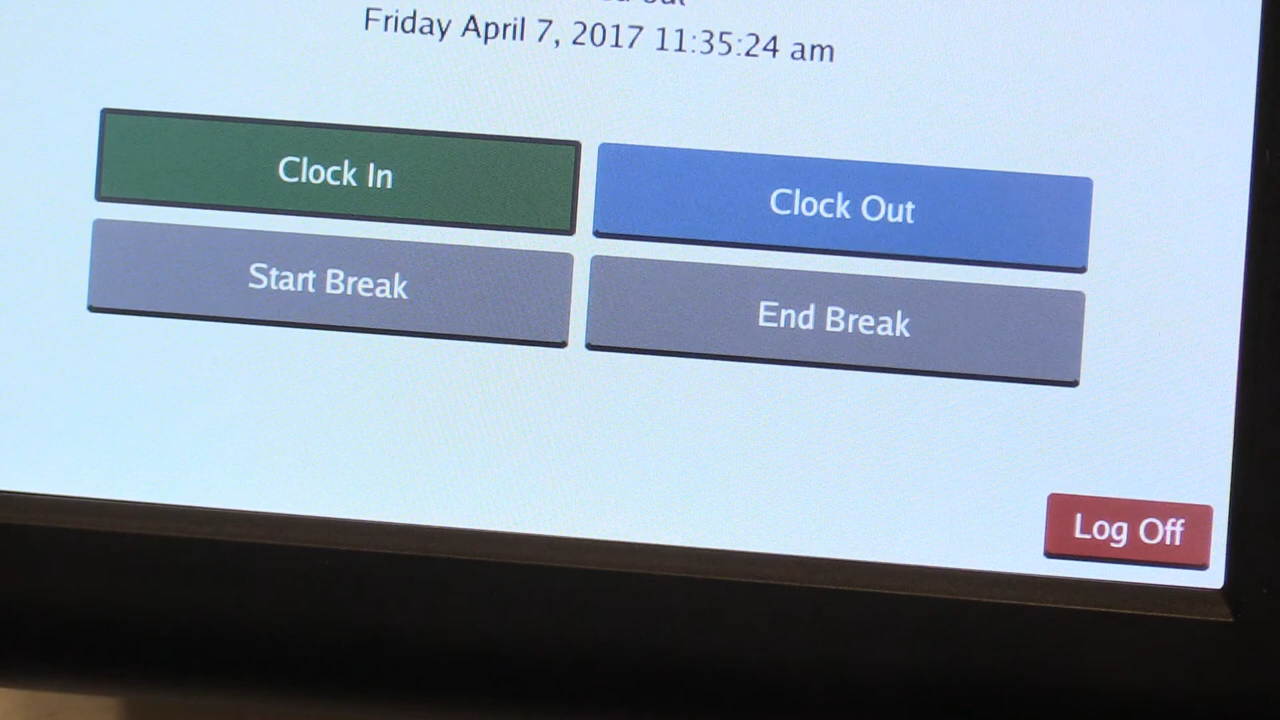 Friday April 7, 2017 11:35:24 am
Clock In
Clock Out
Start Break
End Break
Log Off